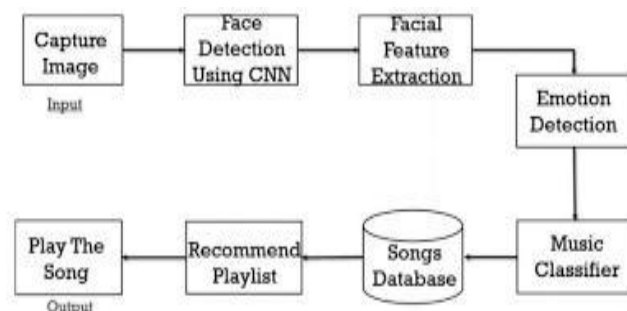 Capture
Image
Input
Face
Detection
Using CNN
Facial
Feature
Extraction
Emotion
Detection
Music
Classifier
Songs
Database
Recommend
Playlist
Play The
Song
Output